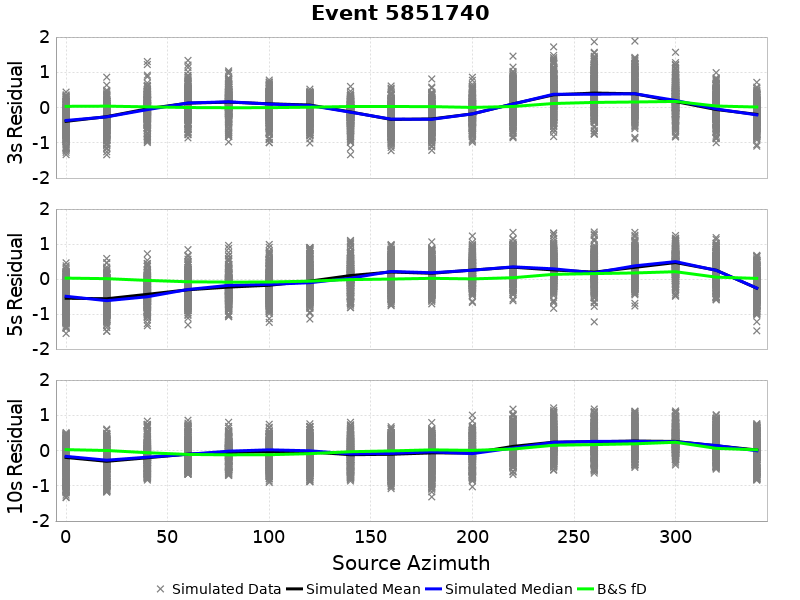 Event 5851740
3s Residual
2
1
0
-1
-2
5s Residual
2
1
0
-1
-2
10s Residual
2
1
0
-1
-2
0 50 100 150 200 250 300
Source Azimuth
Simulated Data Simulated Mean Simulated Median B&S fD